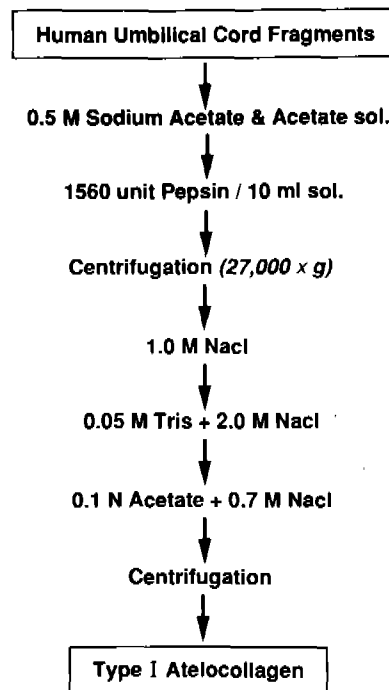 Human Umbilical Cord Fragments
0.5 M Sodium Acetate & Acetate sol.
1560 unit Pepsin / 10 ml sol.
Centrifugation (27,000 x g)
1.0 M Nacl
0.05 M Tris + 2.0 M Nacl
0.1 N Acetate + 0.7 M Nacl
Centrifugation
Type I Atelocollagen